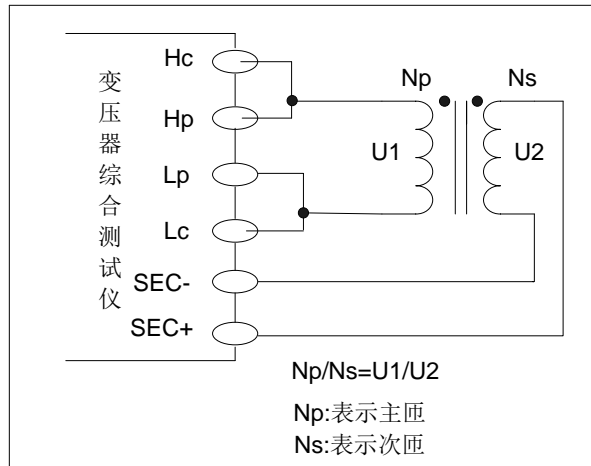 变压器综合测试仪
Hc
Hp
Lp
Lc
SEC-
SEC+
Np
Ns
U1
U2
Np/Ns=U1/U2
Np:表示主匝
Ns:表示次匝